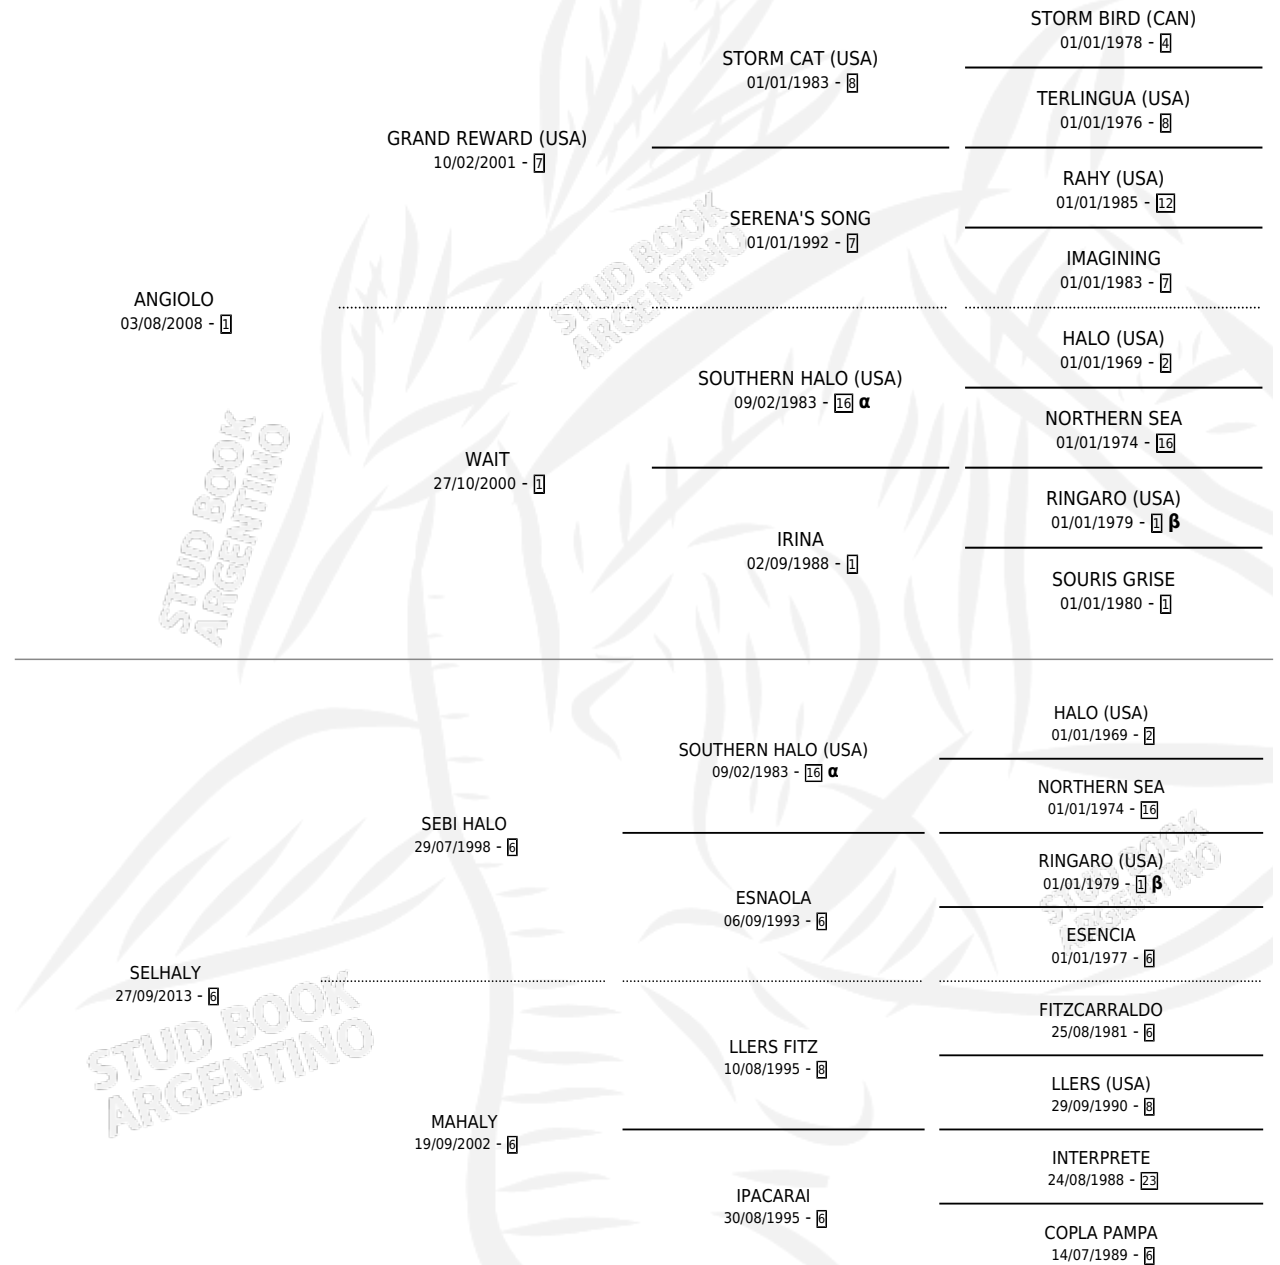 STORM BIRD (CAN)
01/01/1978 - 4
STORM CAT (USA)
01/01/1983 - 8
TERLINGUA (USA)
01/01/1976 - 8
GRAND REWARD (USA)
10/02/2001 - 7
RAHY (USA)
01/01/1985 - 12
SERENA'S SONG
01/01/1992 - 7
IMAGINING
01/01/1983 - 7
STUD BOOK
ARGENTINO
ANGIOLO
03/08/2008 - 1
HALO (USA)
01/01/1969 - 2
SOUTHERN HALO (USA)
09/02/1983 - 16 α
NORTHERN SEA
01/01/1974 - 16
WAIT
27/10/2000 - 1
RINGARO (USA)
01/01/1979 - 1 β
IRINA
02/09/1988 - 1
SOURIS GRISE
01/01/1980 - 1
STUD BOOK
ARGENTINO
HALO (USA)
01/01/1969 - 2
SOUTHERN HALO (USA)
09/02/1983 - 16 α
NORTHERN SEA
01/01/1974 - 16
SEBI HALO
29/07/1998 - 6
RINGARO (USA)
01/01/1979 - 1 β
ESNAOLA
06/09/1993 - 6
ESENCIA
01/01/1977 - 6
STUD BOOK
ARGENTINO
SELHALY
27/09/2013 - 6
FITZCARRALDO
25/08/1981 - 6
LLERS FITZ
10/08/1995 - 8
LLERS (USA)
29/09/1990 - 8
STUD BOOK
ARGENTINO
MAHALY
19/09/2002 - 6
INTERPRETE
24/08/1988 - 23
IPACARAI
30/08/1995 - 6
COPLA PAMPA
14/07/1989 - 6